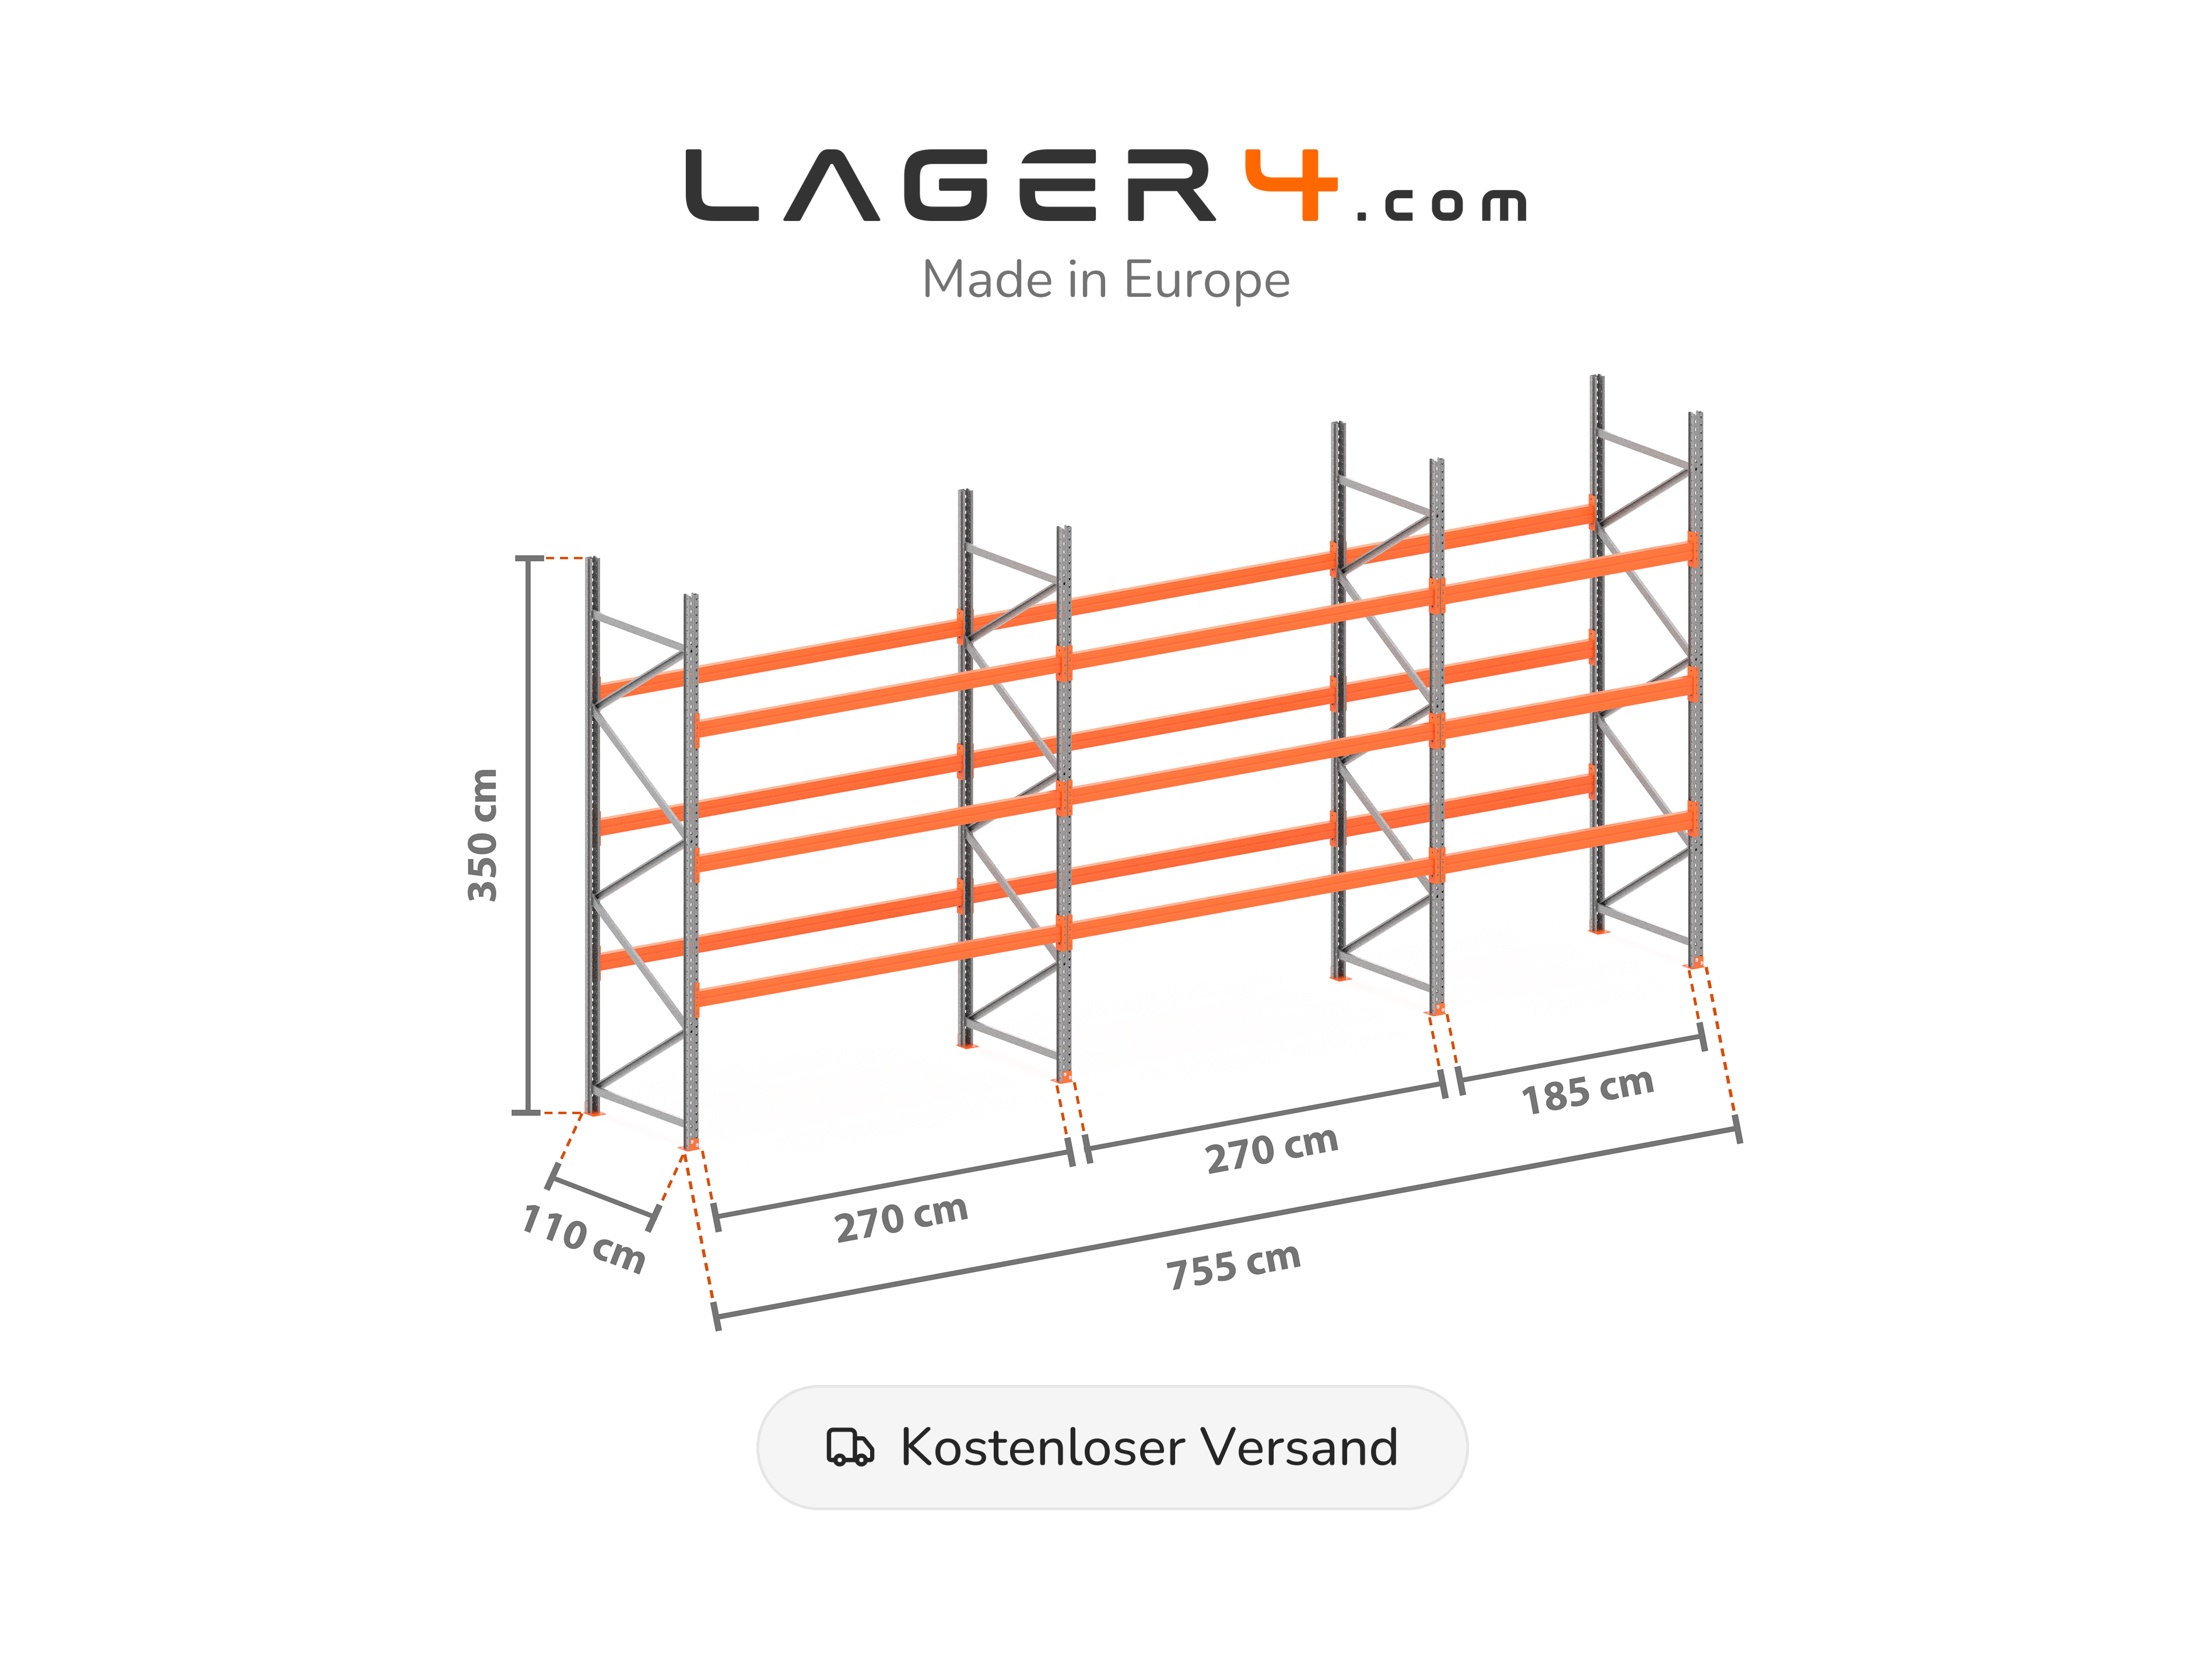 LAGER4.com
Made in Europe
350 cm
110 cm
270 cm
270 cm
185 cm
755 cm
Kostenloser Versand